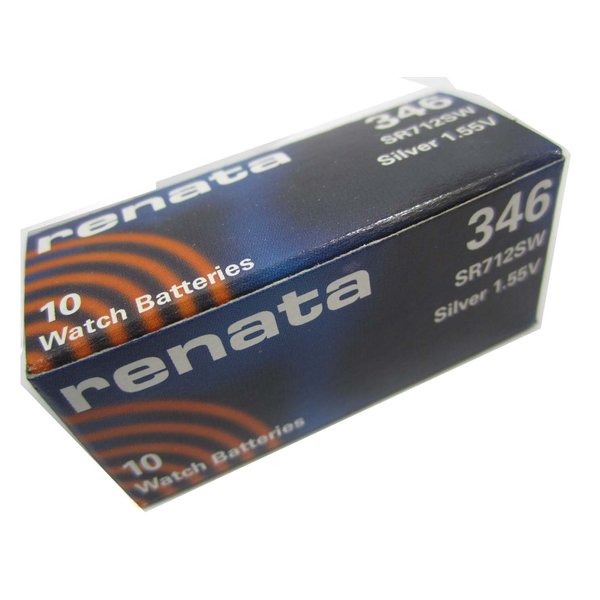 346
SR712SW
Silver 1.55V
renata
10
Watch Batteries
346
SR712SW
Silver 1.55V
renata
10
Watch Batteries